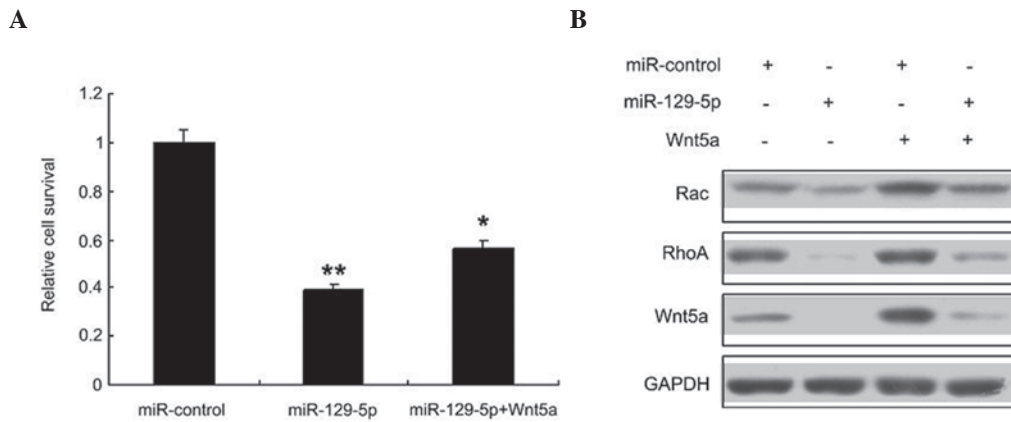 A
Relative cell survival
1.2
1
0.8
0.6
0.4
0.2
0
**
*
miR-control
miR-129-5p
miR-129-5p+Wnt5a
B
miR-control + - + -
miR-129-5p - + - +
Wnt5a - - + +
Rac
RhoA
Wnt5a
GAPDH